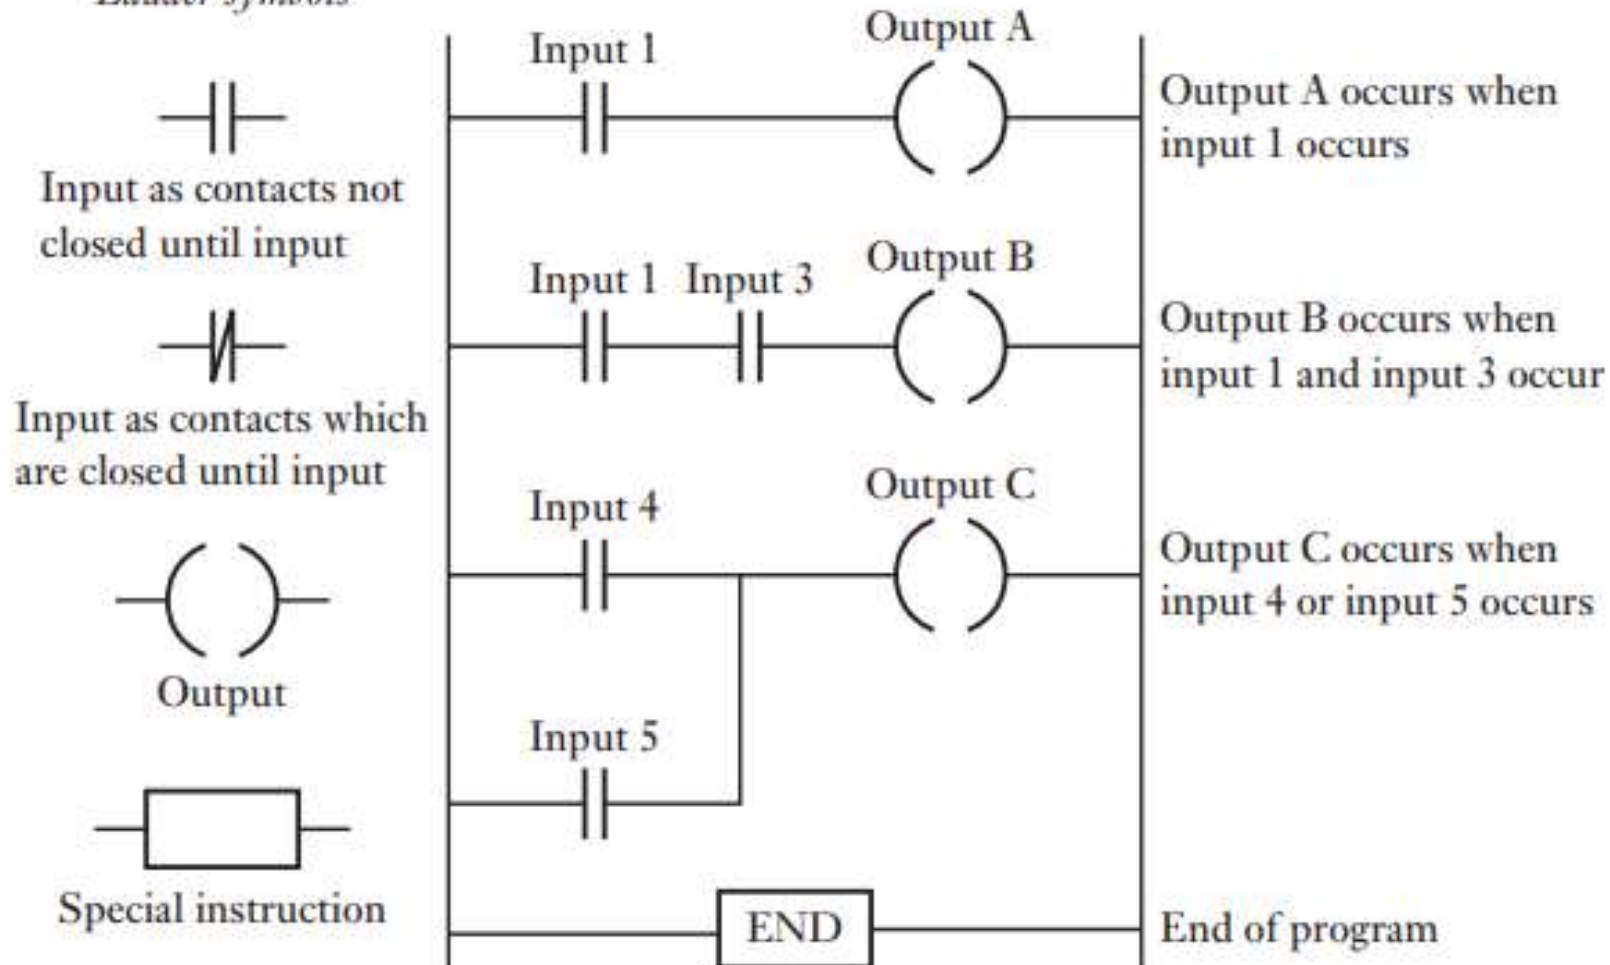 Ladder symbols
Input as contacts not
closed until input
Input as contacts which
are closed until input
Output
Special instruction
Input 1
Output A
Output A occurs when
input 1 occurs
Input 1 Input 3
Output B
Output B occurs when
input 1 and input 3 occur
Input 4
Output C
Output C occurs when
input 4 or input 5 occurs
Input 5
END
End of program